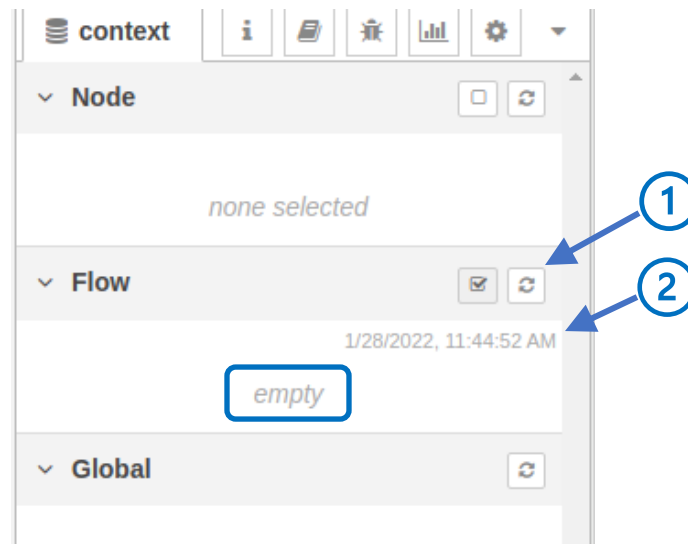 context
Node
none selected
1
Flow
2
1/28/2022, 11:44:52 AM
empty
Global